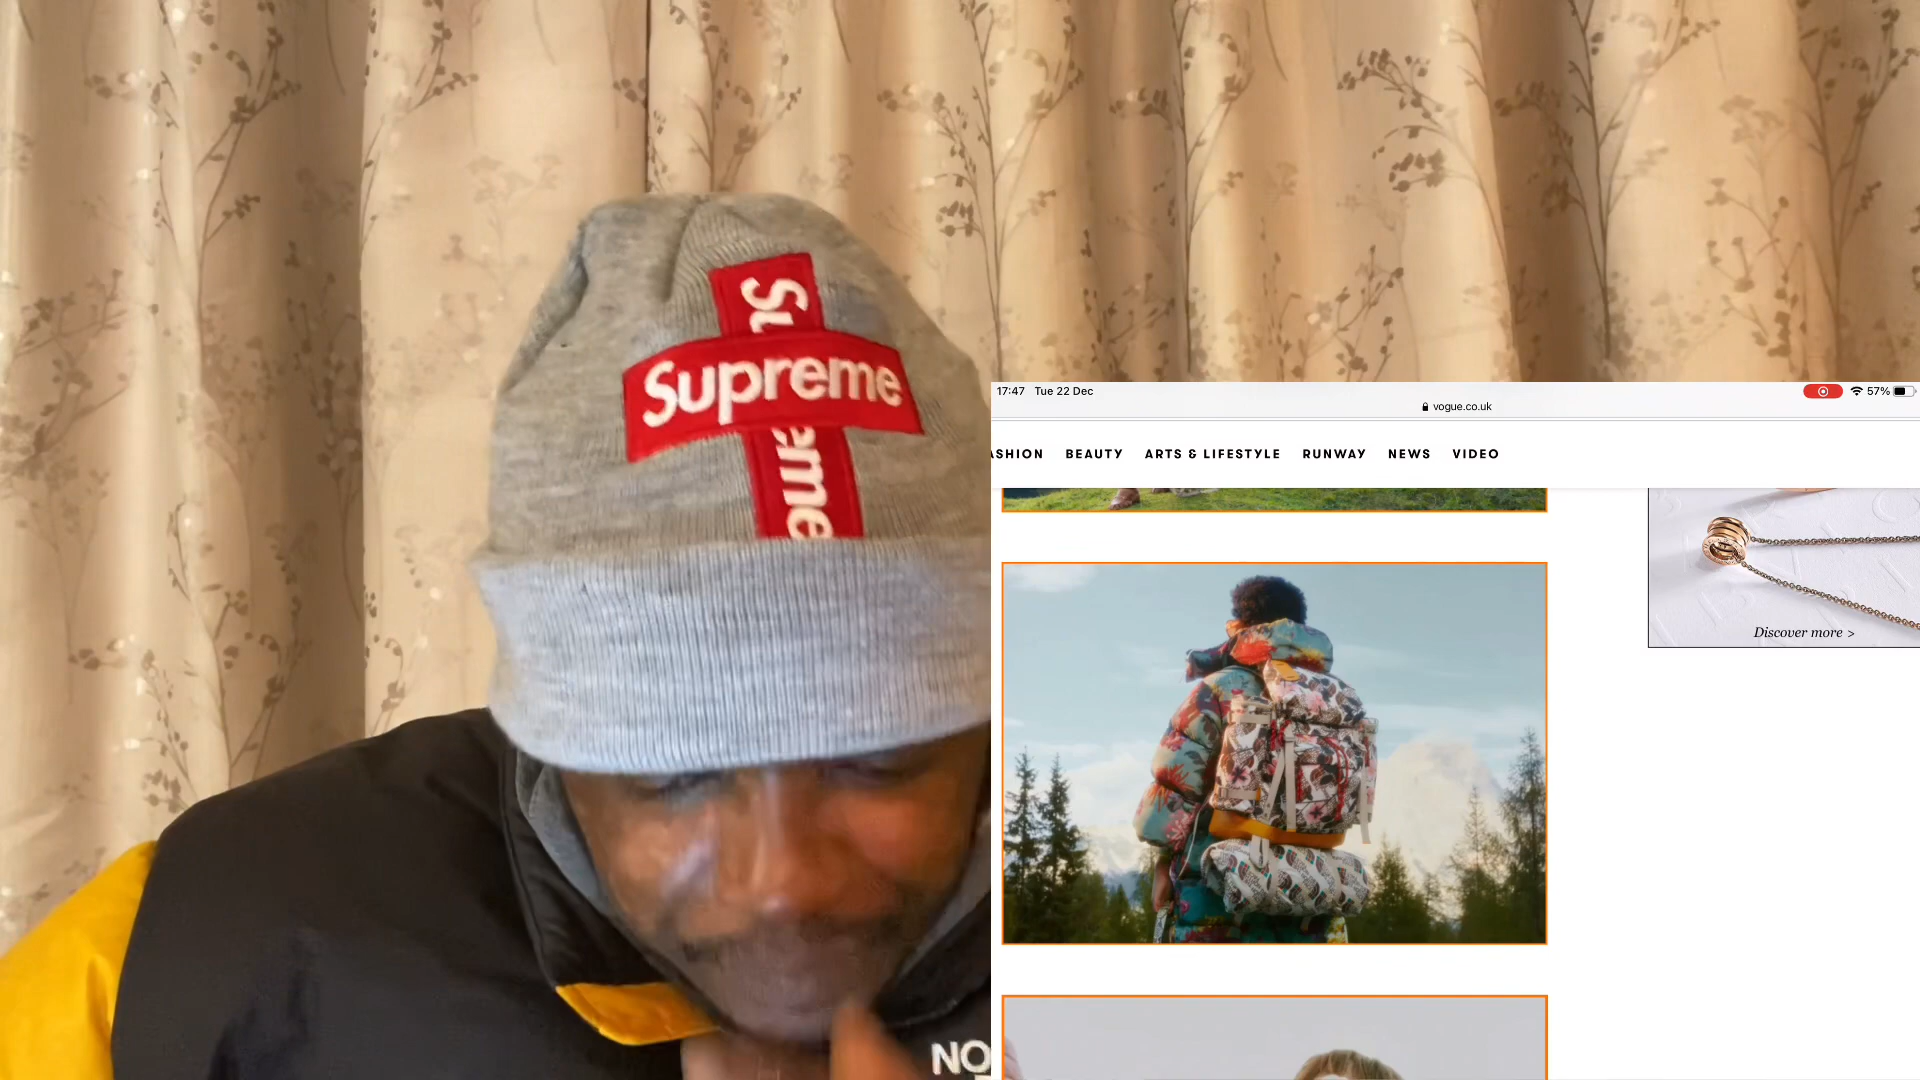 Su
Supreme
eme
NO
17:47 Tue 22 Dec
57%
vogue.co.uk
ASHION BEAUTY ARTS & LIFESTYLE RUNWAY NEWS VIDEO
Discover more >